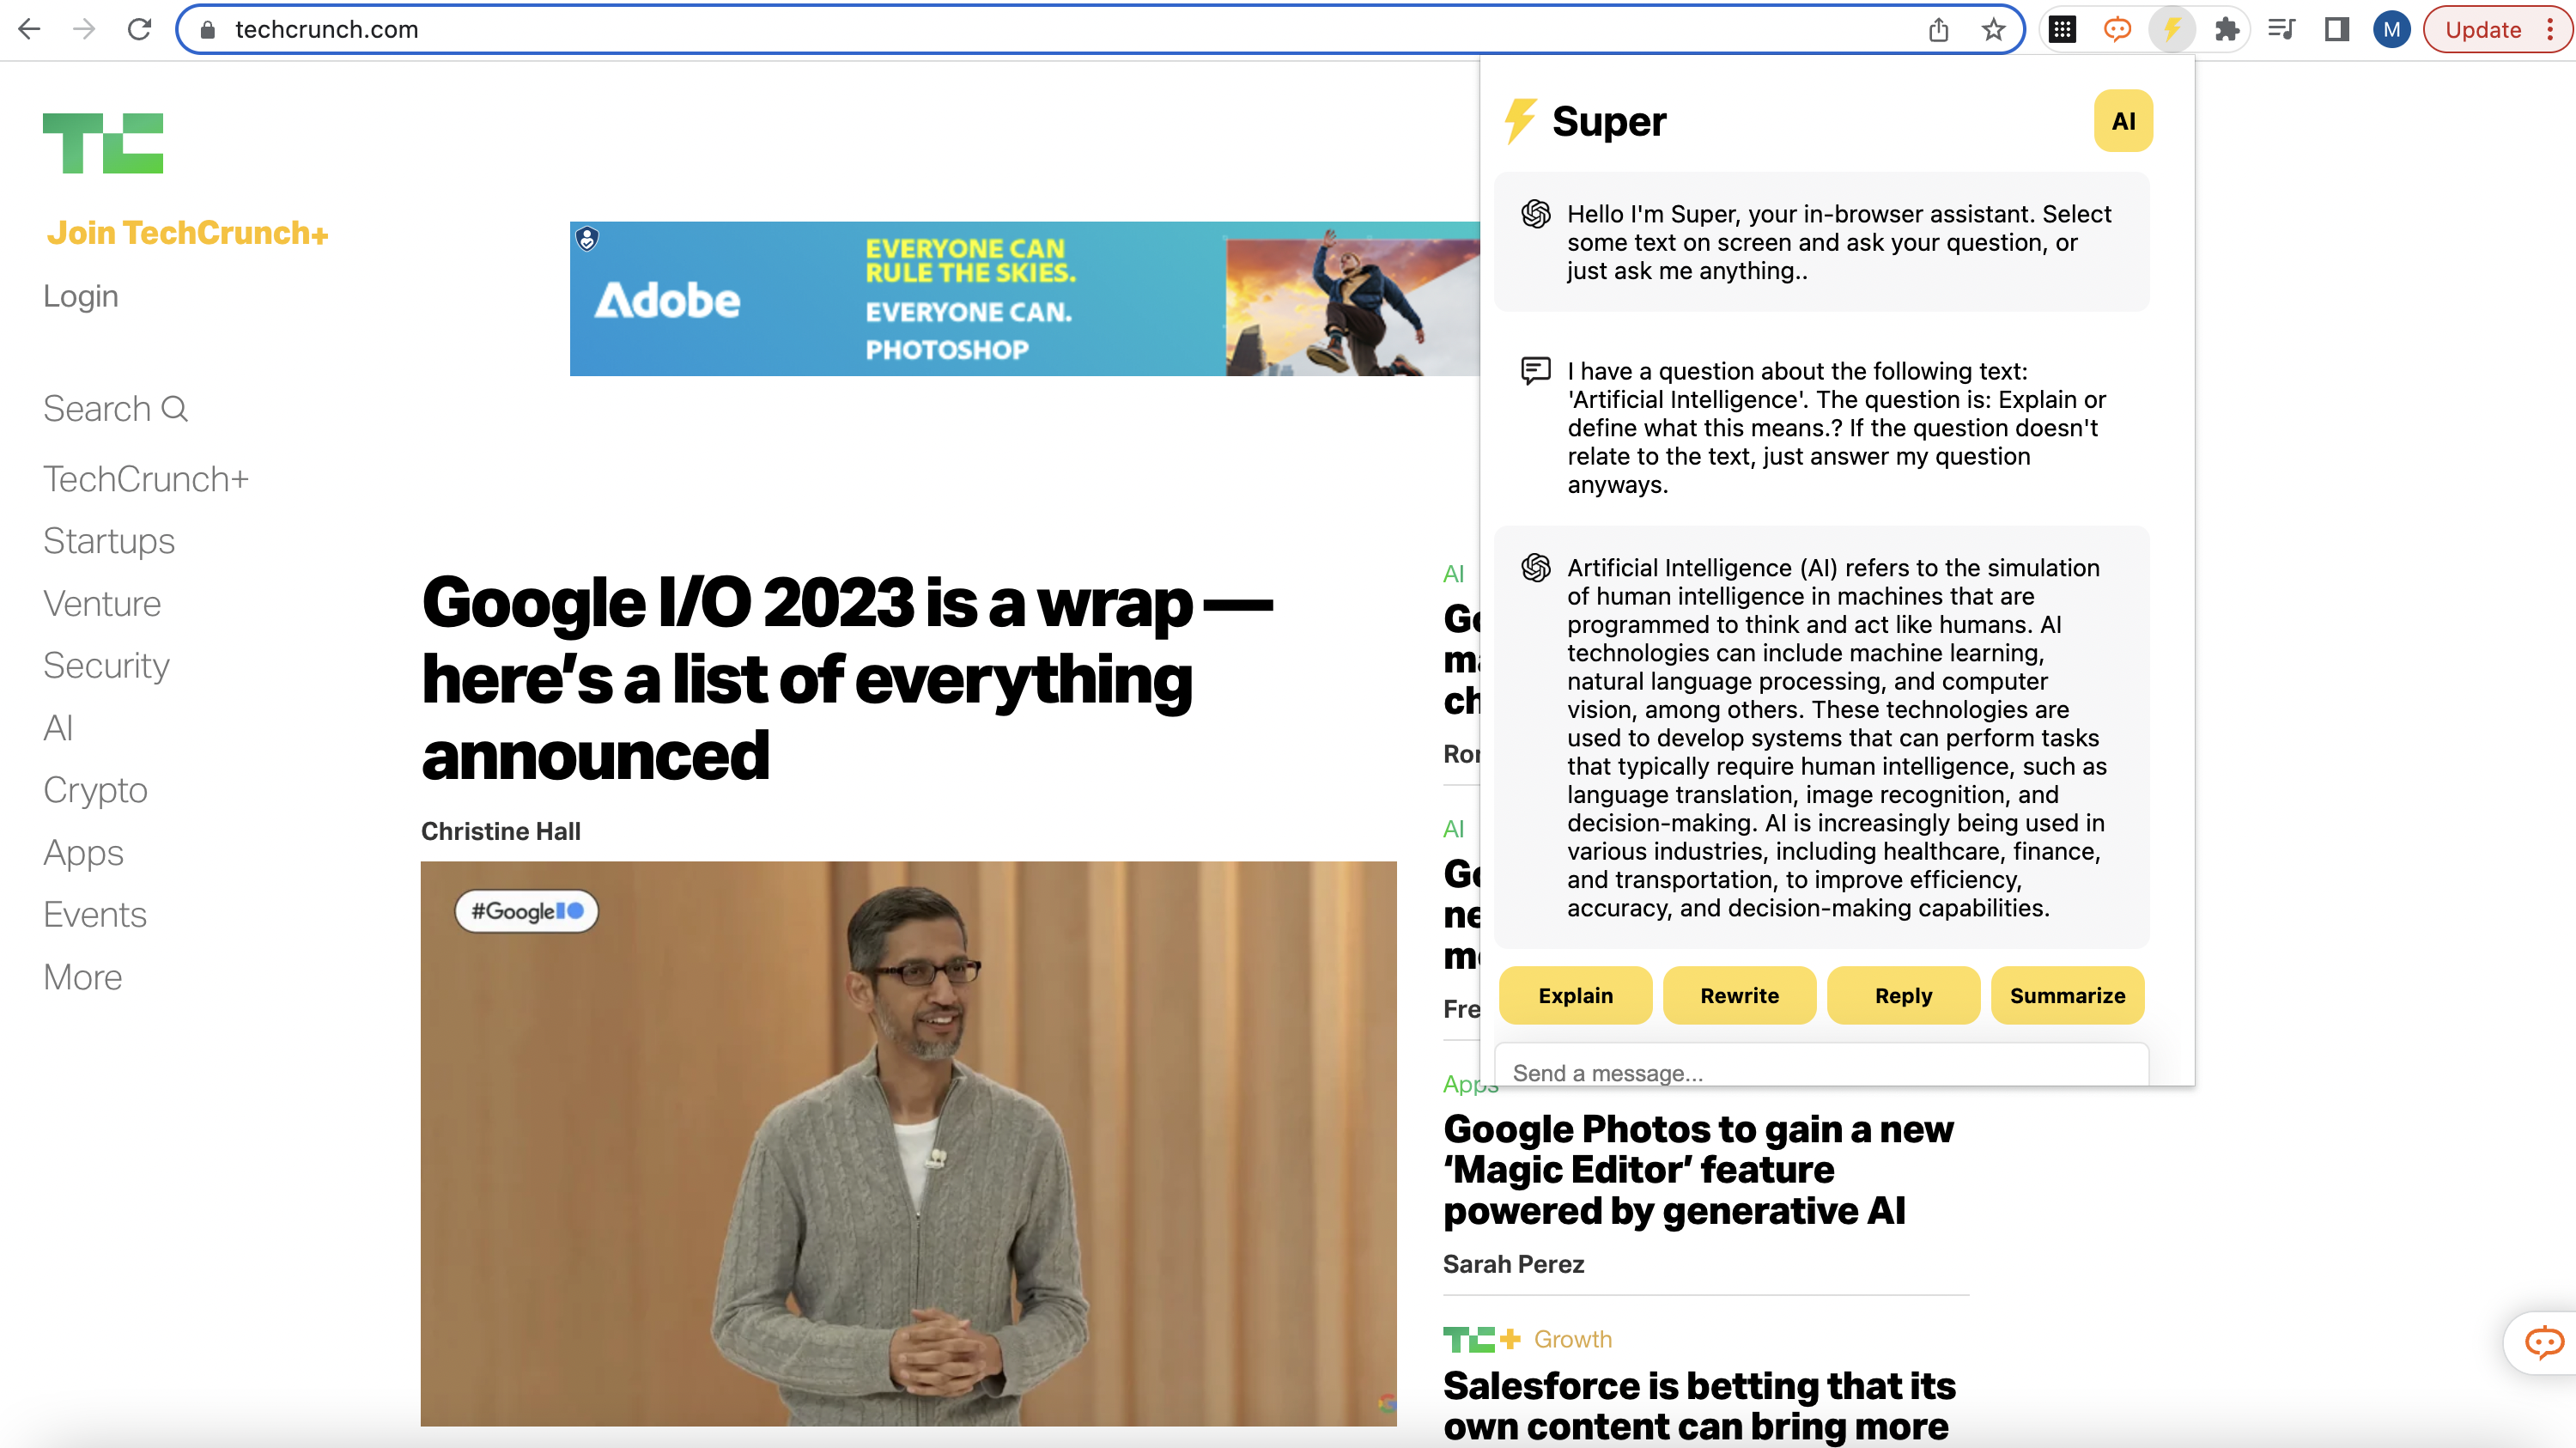 techcrunch.com
M
Update
TC
Join TechCrunch+
Login
Search
TechCrunch+
Startups
Venture
Security
AI
Crypto
Apps
Events
More
Adobe
EVERYONE CAN
RULE THE SKIES.
EVERYONE CAN.
PHOTOSHOP
Google I/O 2023 is a wrap —
here’s a list of everything
announced
Christine Hall
#GoogleIO
AI
AI
Apps
Google Photos to gain a new
‘Magic Editor’ feature
powered by generative AI
Sarah Perez
TC+ Growth
Salesforce is betting that its
own content can bring more
Super
AI
Hello I'm Super, your in-browser assistant. Select
some text on screen and ask your question, or
just ask me anything..
I have a question about the following text:
'Artificial Intelligence'. The question is: Explain or
define what this means.? If the question doesn't
relate to the text, just answer my question
anyways.
Artificial Intelligence (AI) refers to the simulation
of human intelligence in machines that are
programmed to think and act like humans. AI
technologies can include machine learning,
natural language processing, and computer
vision, among others. These technologies are
used to develop systems that can perform tasks
that typically require human intelligence, such as
language translation, image recognition, and
decision-making. AI is increasingly being used in
various industries, including healthcare, finance,
and transportation, to improve efficiency,
accuracy, and decision-making capabilities.
Explain
Rewrite
Reply
Summarize
Send a message...